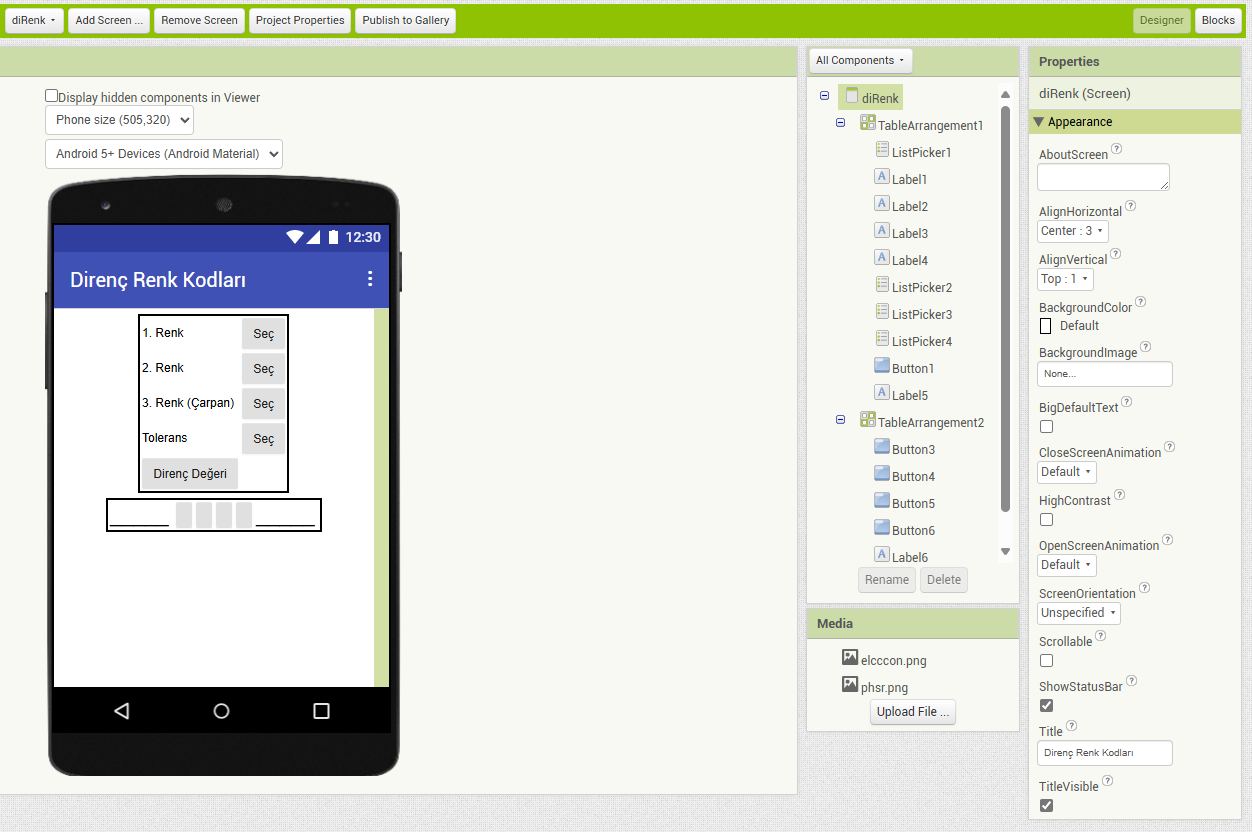 diRenk
Add Screen ...
Remove Screen
Project Properties
Publish to Gallery
Designer
Blocks
Display hidden components in Viewer
Phone size (505,320)
Android 5+ Devices (Android Material)
12:30
Direnç Renk Kodları
1. Renk
Seç
2. Renk
Seç
3. Renk (Çarpan)
Seç
Tolerans
Seç
Direnç Değeri
All Components
diRenk
TableArrangement1
ListPicker1
Label1
Label2
Label3
Label4
ListPicker2
ListPicker3
ListPicker4
Button1
Label5
TableArrangement2
Button3
Button4
Button5
Button6
Label6
Rename
Delete
Media
elcccon.png
phsr.png
Upload File ...
Properties
diRenk (Screen)
Appearance
AboutScreen
AlignHorizontal
Center : 3
AlignVertical
Top : 1
BackgroundColor
Default
BackgroundImage
None...
BigDefaultText
CloseScreenAnimation
Default
HighContrast
OpenScreenAnimation
Default
ScreenOrientation
Unspecified
Scrollable
ShowStatusBar
Title
Direnç Renk Kodları
TitleVisible